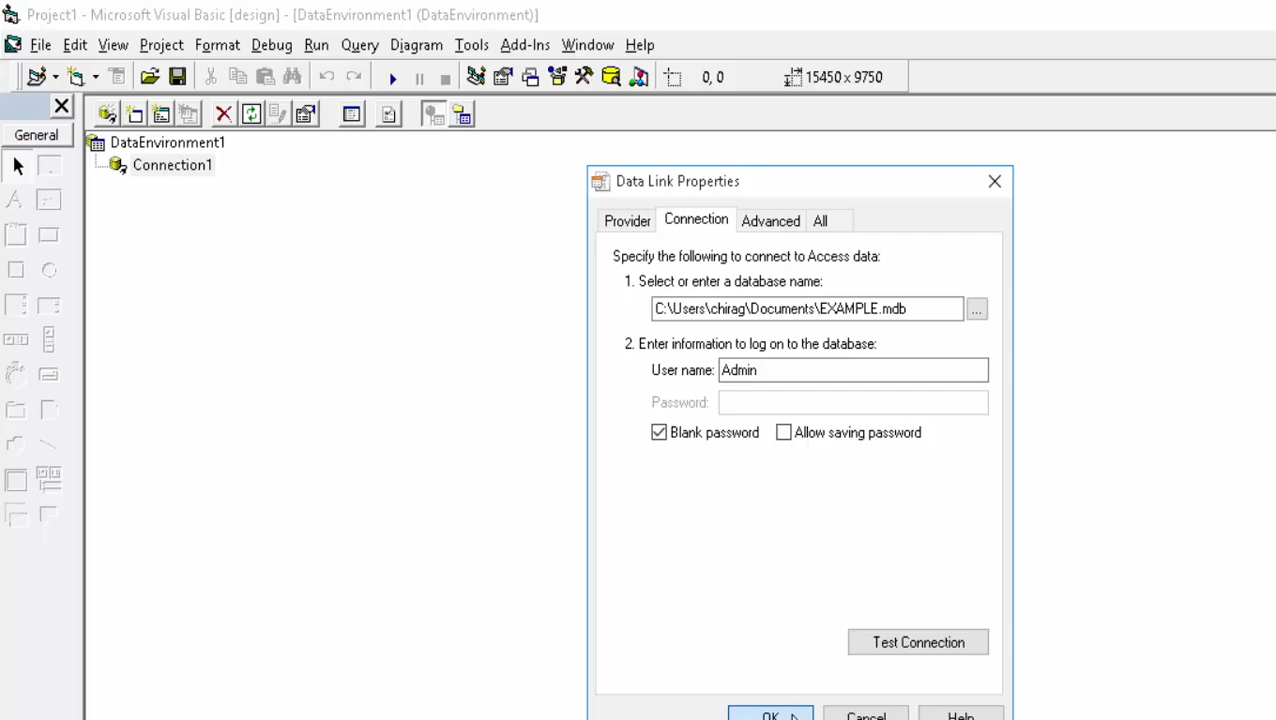 Project1 - Microsoft Visual Basic [design] - [DataEnvironment1 (DataEnvironment)]
File Edit View Project Format Debug Run Query Diagram Tools Add-Ins Window Help
0, 0 15450 x 9750
General
DataEnvironment1
Connection1
Data Link Properties
Provider Connection Advanced All
Specify the following to connect to Access data:
1. Select or enter a database name:
C:\Users\chirag\Documents\EXAMPLE.mdb ...
2. Enter information to log on to the database:
User name: Admin
Password:
Blank password Allow saving password
Test Connection
OK Cancel Help